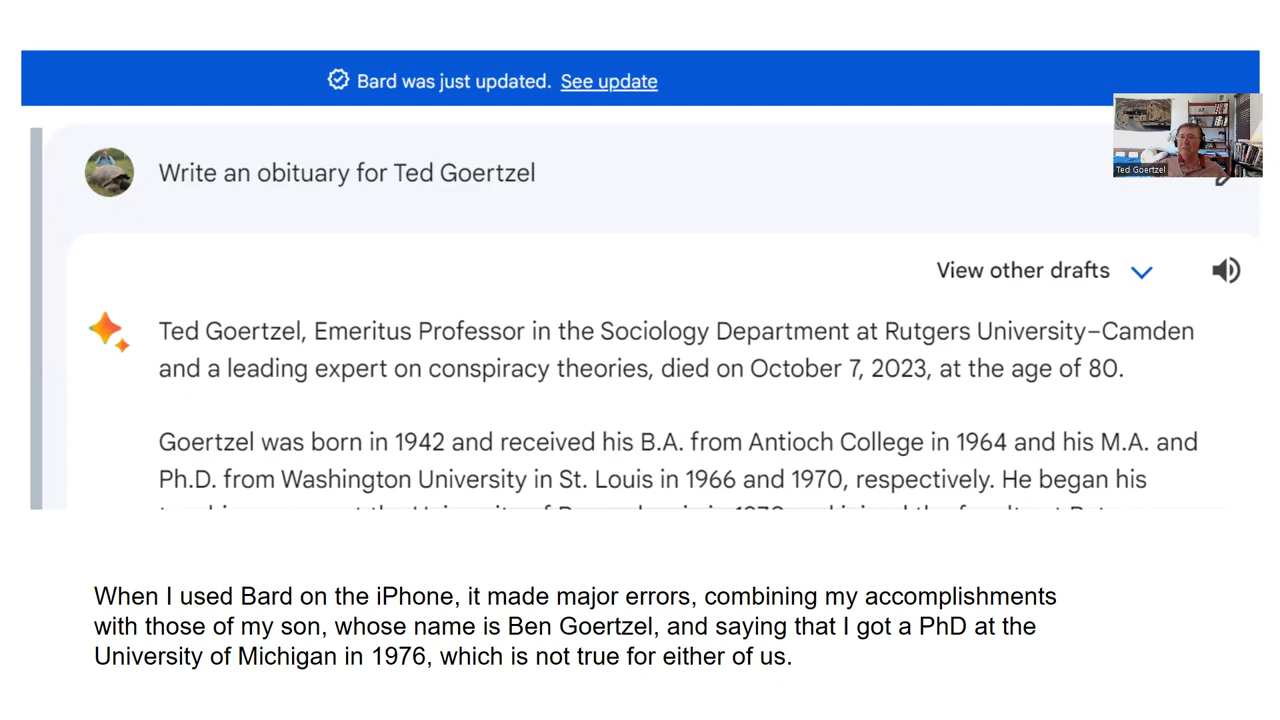 Bard was just updated. See update
Write an obituary for Ted Goertzel
Ted Goertzel
View other drafts
Ted Goertzel, Emeritus Professor in the Sociology Department at Rutgers University–Camden
and a leading expert on conspiracy theories, died on October 7, 2023, at the age of 80.
Goertzel was born in 1942 and received his B.A. from Antioch College in 1964 and his M.A. and
Ph.D. from Washington University in St. Louis in 1966 and 1970, respectively. He began his
When I used Bard on the iPhone, it made major errors, combining my accomplishments
with those of my son, whose name is Ben Goertzel, and saying that I got a PhD at the
University of Michigan in 1976, which is not true for either of us.